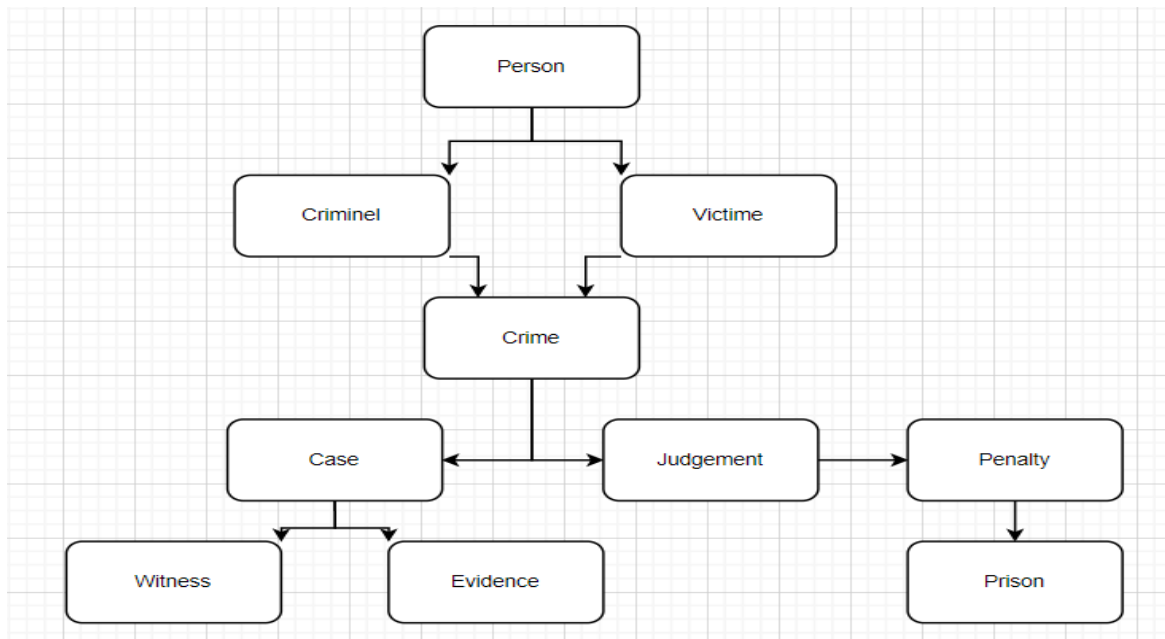 Person
Criminel
Victime
Crime
Case
Judgement
Penalty
Witness
Evidence
Prison